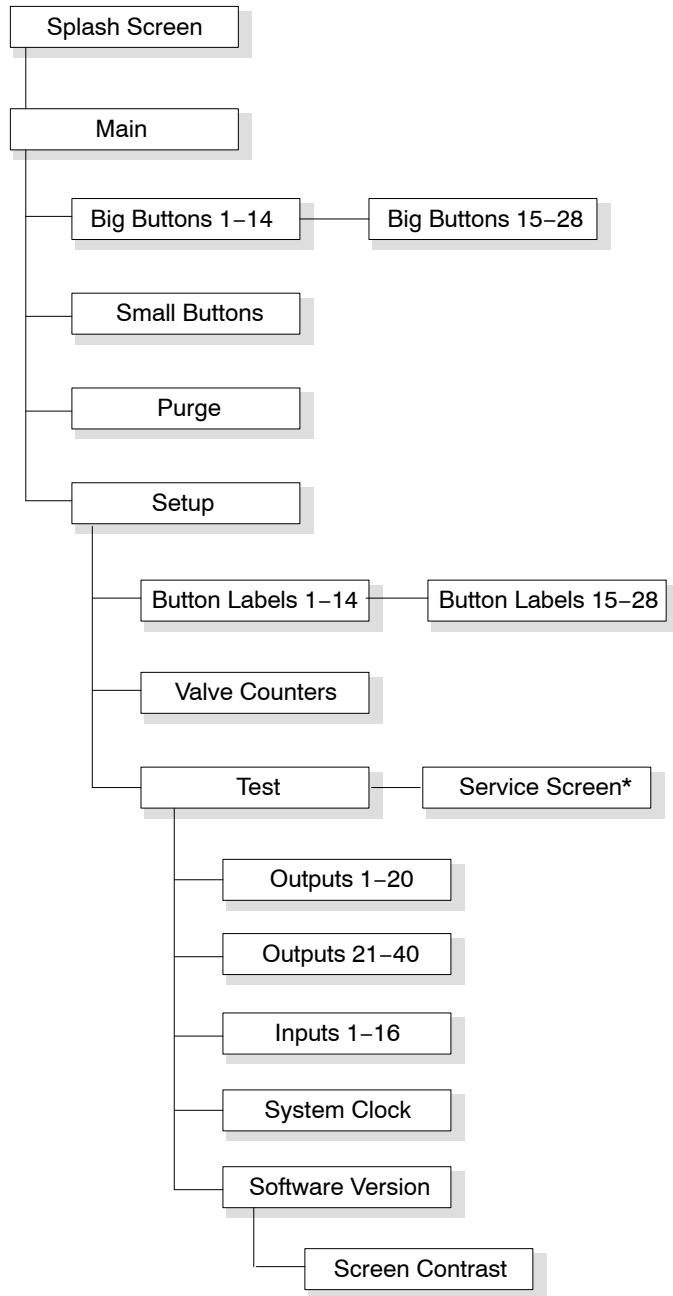 Splash Screen
Main
Big Buttons 1–14
Big Buttons 15–28
Small Buttons
Purge
Setup
Button Labels 1–14
Button Labels 15–28
Valve Counters
Test
Service Screen*
Outputs 1–20
Outputs 21–40
Inputs 1–16
System Clock
Software Version
Screen Contrast